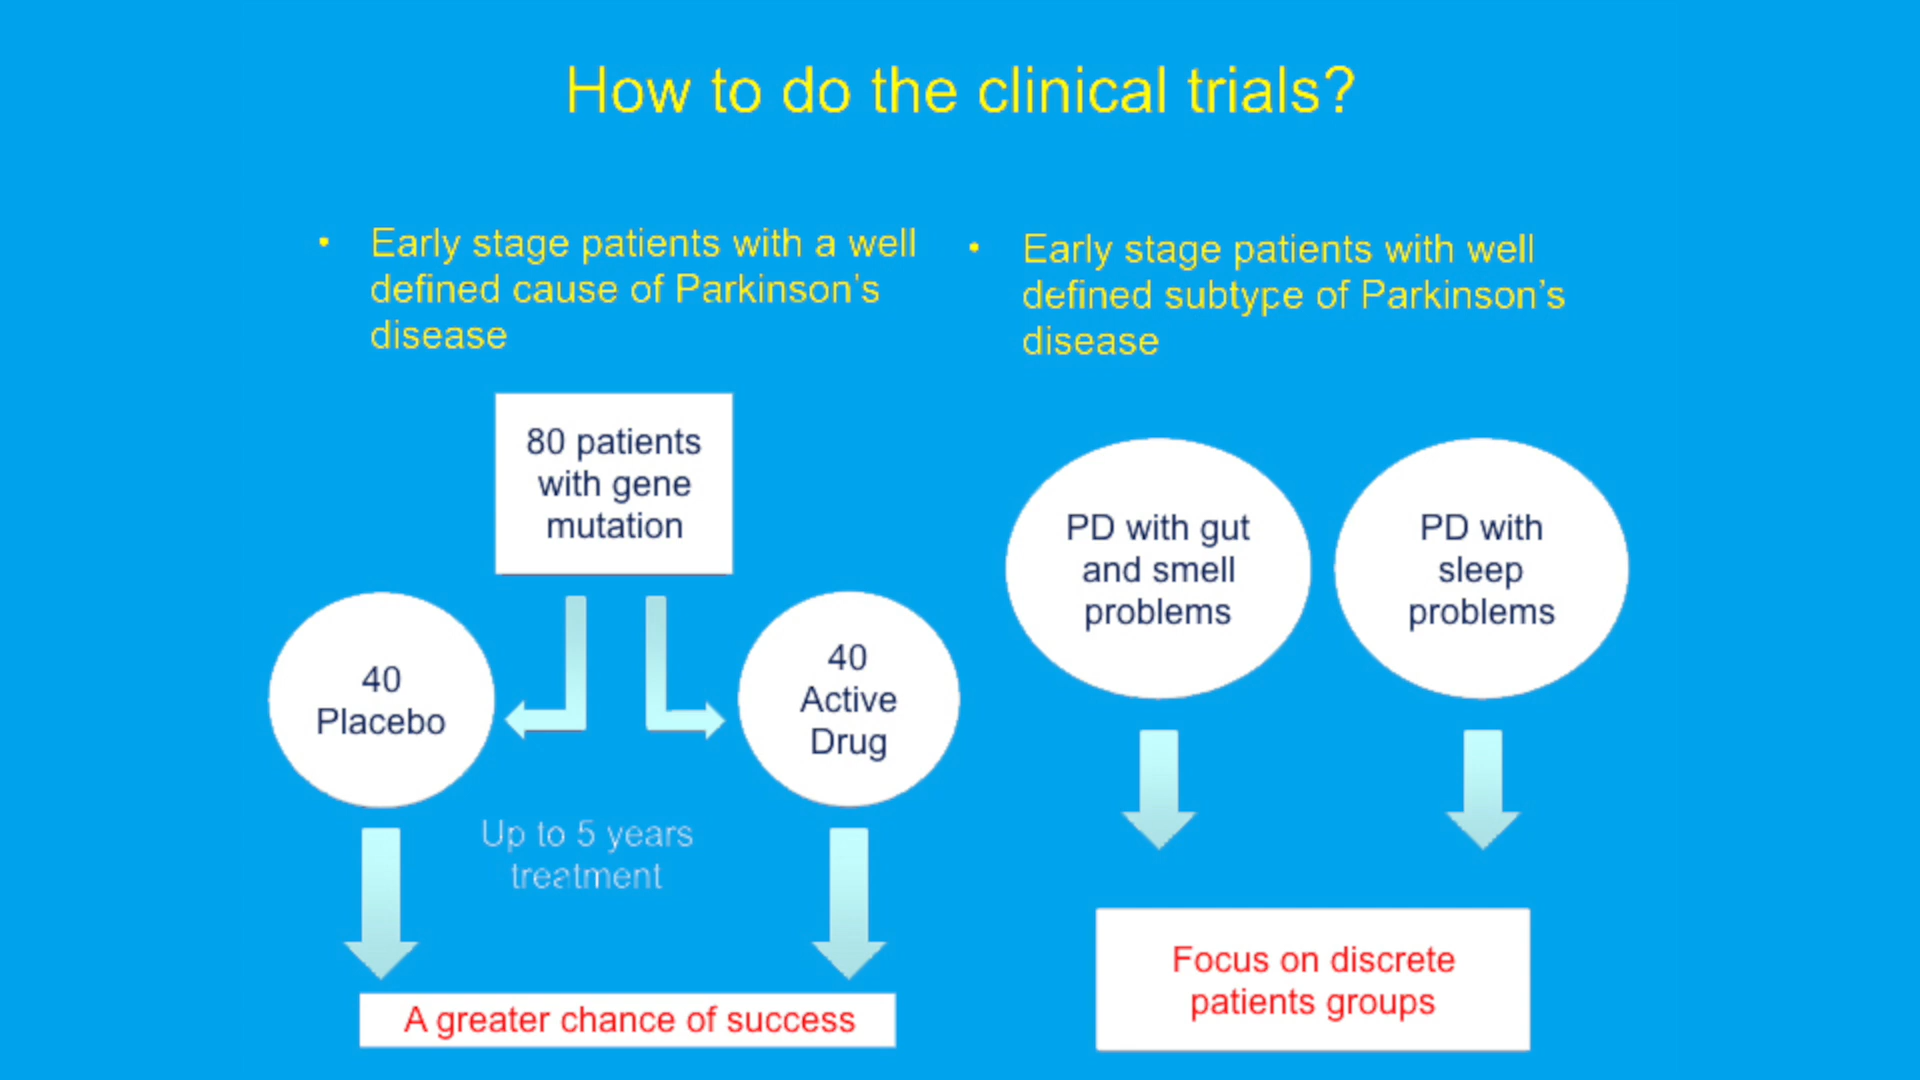 How to do the clinical trials?
• Early stage patients with a well
defined cause of Parkinson's
disease
80 patients
with gene
mutation
40
Placebo
40
Active
Drug
Up to 5 years
treatment
A greater chance of success
• Early stage patients with well
defined subtype of Parkinson’s
disease
PD with gut
and smell
problems
PD with
sleep
problems
Focus on discrete
patients groups